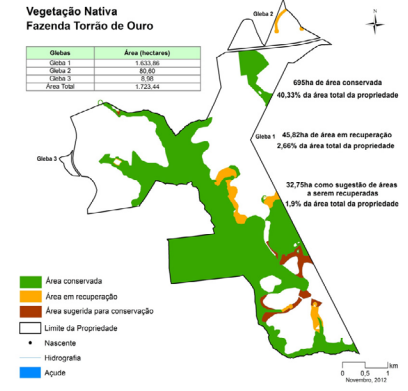 Vegetação Nativa
Fazenda Torrão de Ouro
Glebas Área (hectares)
Gleba 1 1.633,86
Gleba 2 80,60
Gleba 3 8,98
Área Total 1.723,44
Gleba 2
N
695ha de área conservada
40,33% da área total da propriedade
Gleba 1
45,82ha de área em recuperação
2,66% da área total da propriedade
Gleba 3
32,75ha como sugestão de áreas
a serem recuperadas
1,9% da área total da propriedade
Área conservada
Área em recuperação
Área sugerida para conservação
Limite da Propriedade
Nascente
Hidrografia
Açude
0 0,5 1
km
Novembro, 2012